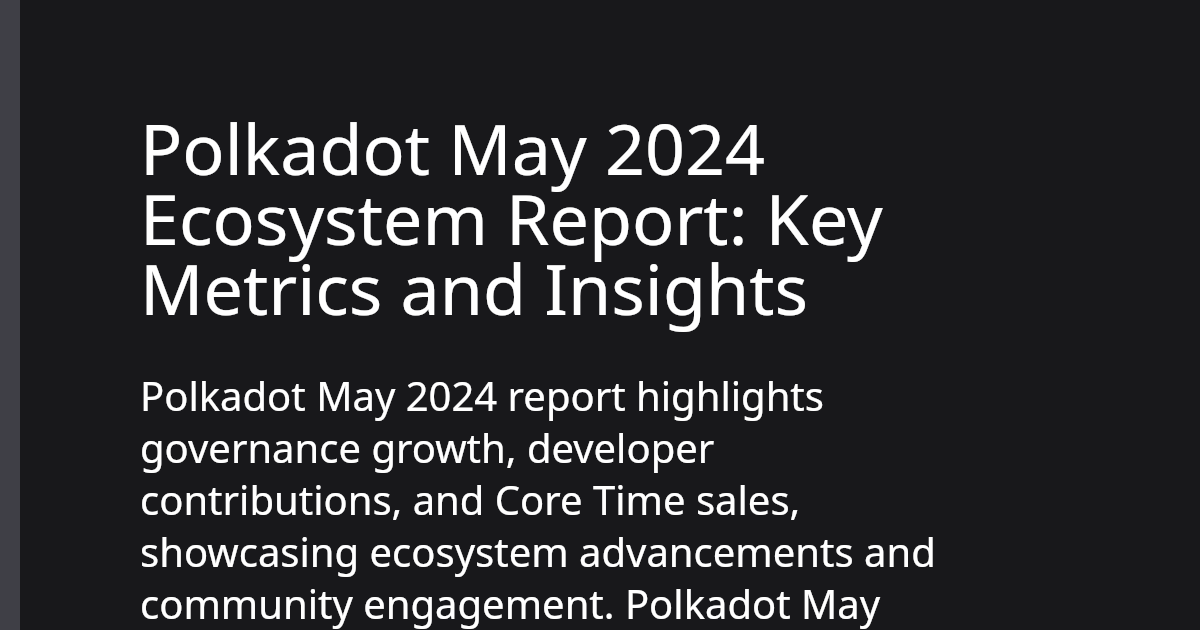 Polkadot May 2024
Ecosystem Report: Key
Metrics and Insights
Polkadot May 2024 report highlights
governance growth, developer
contributions, and Core Time sales,
showcasing ecosystem advancements and
community engagement. Polkadot May